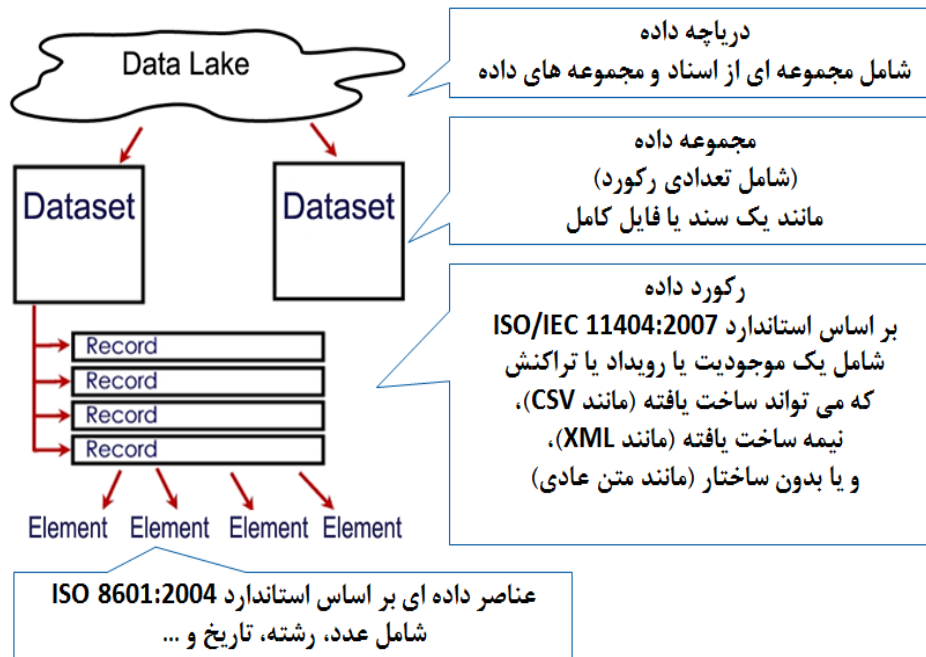 Data Lake
دریاچه داده
شامل مجموعه ای از اسناد و مجموعه های داده
Dataset
Dataset
مجموعه داده
(شامل تعدادی رکورد)
مانند یک سند یا فایل کامل
رکورد داده
بر اساس استاندارد ISO/IEC 11404:2007
شامل یک موجودیت یا رویداد یا تراکنش
که می تواند ساخت یافته (مانند CSV)،
نیمه ساخت یافته (مانند XML)،
و یا بدون ساختار (مانند متن عادی)
Record
Record
Record
Record
Element Element Element Element
عناصر داده ای بر اساس استاندارد ISO 8601:2004
شامل عدد، رشته، تاریخ و ...